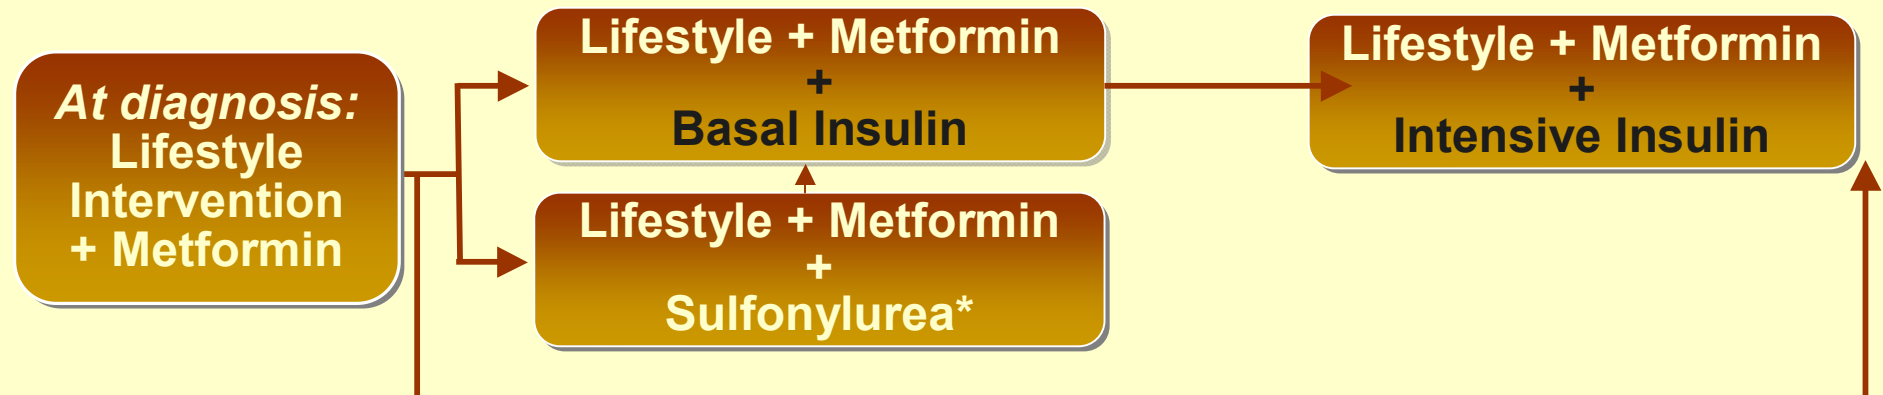 At diagnosis:
Lifestyle
Intervention
+ Metformin
Lifestyle + Metformin
+
Basal Insulin
Lifestyle + Metformin
+
Sulfonylurea*
Lifestyle + Metformin
+
Intensive Insulin